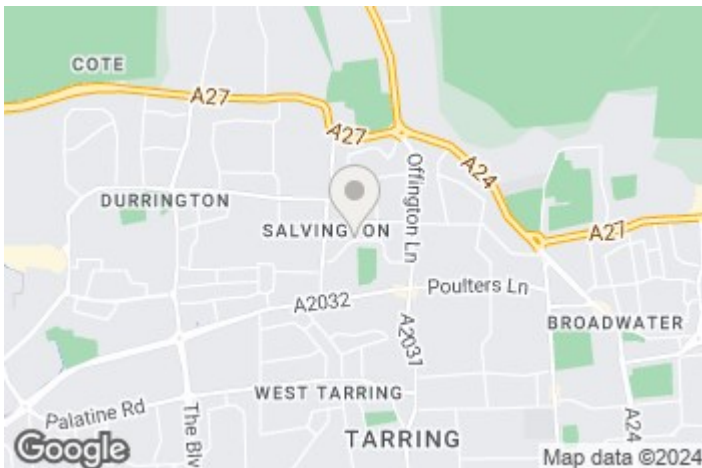 COTE
A27
A27
A24
Offington Ln
DURRINGTON
SALVINGTON
A27
Poulters Ln
A2032
A2031
BROADWATER
WEST TARRING
Palatine Rd
The Blv
TARRING
A24
Google
Map data ©2024